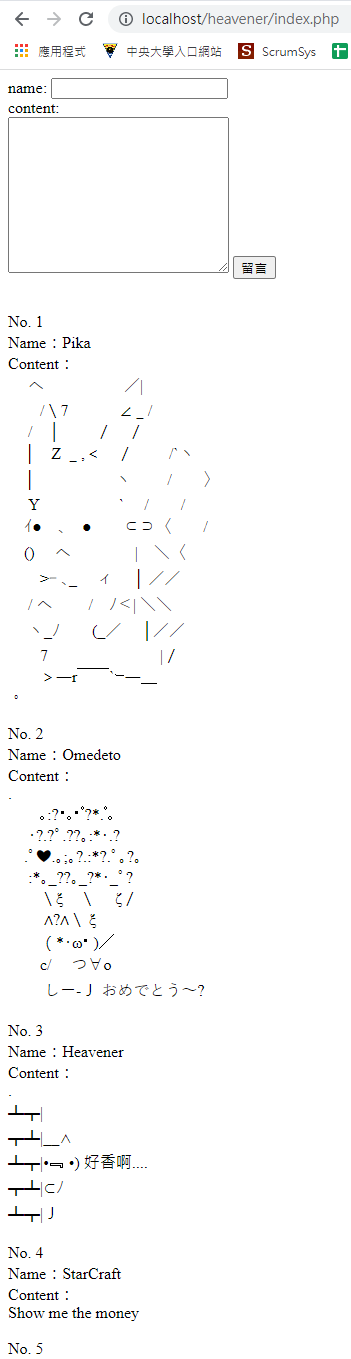 localhost/heavener/index.php
應用程式 中央大學入口網站 ScrumSys
name:
content:
留言
No. 1
Name：Pika
Content：
へ　　　　　／|
/\7　　　 ∠_/
/　│　　 /　/
│　Z _,<　/　　 /`ヽ
│　　　　　ヽ　　/　　〉
Y　　　　　`　/　　/
ｲ●　､　●　　⊂⊃〈　　/
()　へ　　　　|　＼〈
>ｰ ､_　 ィ　 │／／
/ へ　　 /　ﾉ＜|＼＼
ヽ_ﾉ　　(_／　 │／／
7　　　　　　　|/
>―r￣￣`ｰ―＿
。
No. 2
Name：Omedeto
Content：
.
｡:?･｡･ﾟ?*.ﾟ｡
･?.?ﾟ.??｡:*･.?
.ﾟ♥.｡;｡?.:*?.ﾟ｡?｡
:*｡_??｡_?*･_ﾟ?
\ξ　\　ζ/
∧?∧\ ξ
( *･ω･ )／
c/　つ∀o
しー-Ｊ おめでとう～?
No. 3
Name：Heavener
Content：
.
┻┳|
┳┻|＿∧
┻┳|•﹃•) 好香啊....
┳┻|⊂ﾉ
┻┳|Ｊ
No. 4
Name：StarCraft
Content：
Show me the money
No. 5